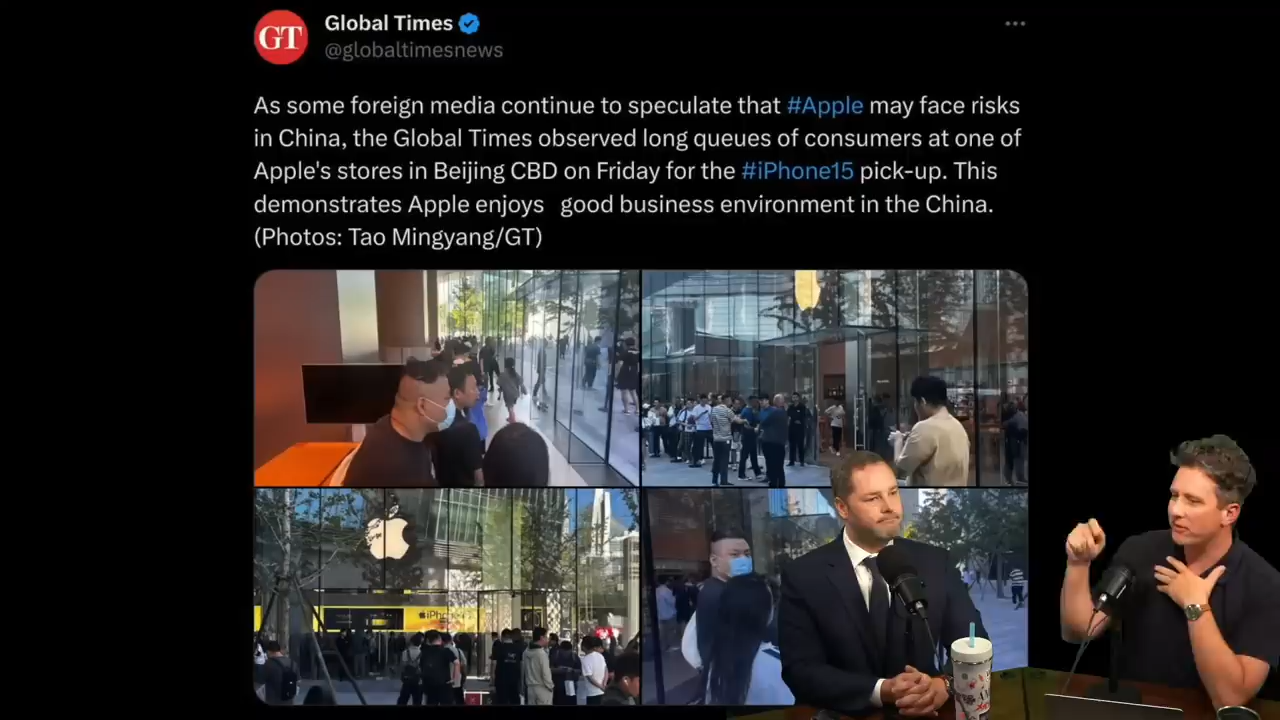 GT
Global Times
@globaltimesnews
As some foreign media continue to speculate that #Apple may face risks
in China, the Global Times observed long queues of consumers at one of
Apple's stores in Beijing CBD on Friday for the #iPhone15 pick-up. This
demonstrates Apple enjoys good business environment in the China.
(Photos: Tao Mingyang/GT)